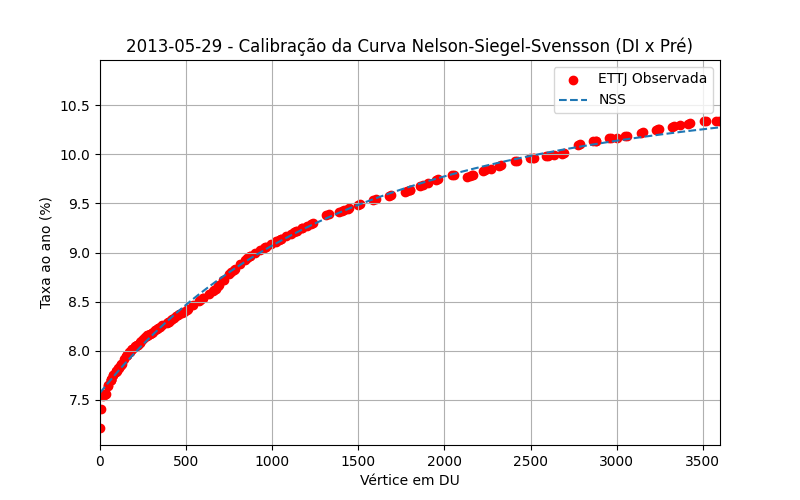 2013-05-29 - Calibração da Curva Nelson-Siegel-Svensson (DI x Pré)
ETTJ Observada
NSS
Taxa ao ano (%)
10.5
10.0
9.5
9.0
8.5
8.0
7.5
0 500 1000 1500 2000 2500 3000 3500
Vértice em DU